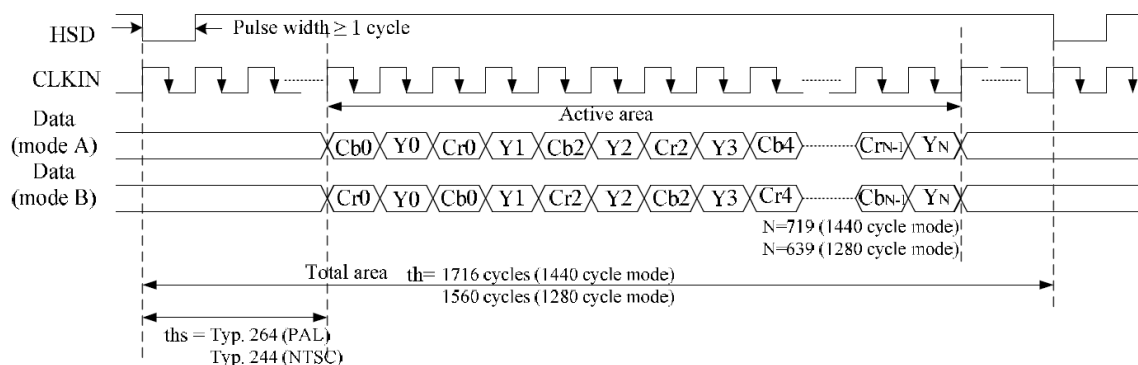 HSD
Pulse width ≥ 1 cycle
CLKIN
Active area
Data
(mode A)
Cb0 Y0 Cr0 Y1 Cb2 Y2 Cr2 Y3 Cb4 CrN-1 YN
Data
(mode B)
Cr0 Y0 Cb0 Y1 Cr2 Y2 Cb2 Y3 Cr4 CbN-1 YN
N=719 (1440 cycle mode)
N=639 (1280 cycle mode)
Total area th= 1716 cycles (1440 cycle mode)
1560 cycles (1280 cycle mode)
ths = Typ. 264 (PAL)
Typ. 244 (NTSC)